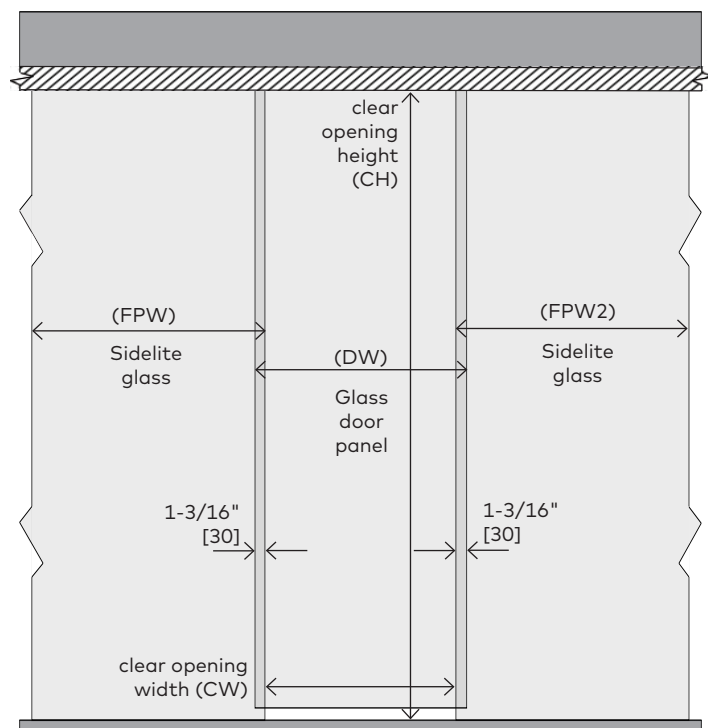 clear
opening
height
(CH)
(FPW)
Sidelite
glass
(DW)
Glass
door
panel
(FPW2)
Sidelite
glass
1-3/16"
[30]
1-3/16"
[30]
clear opening
width (CW)